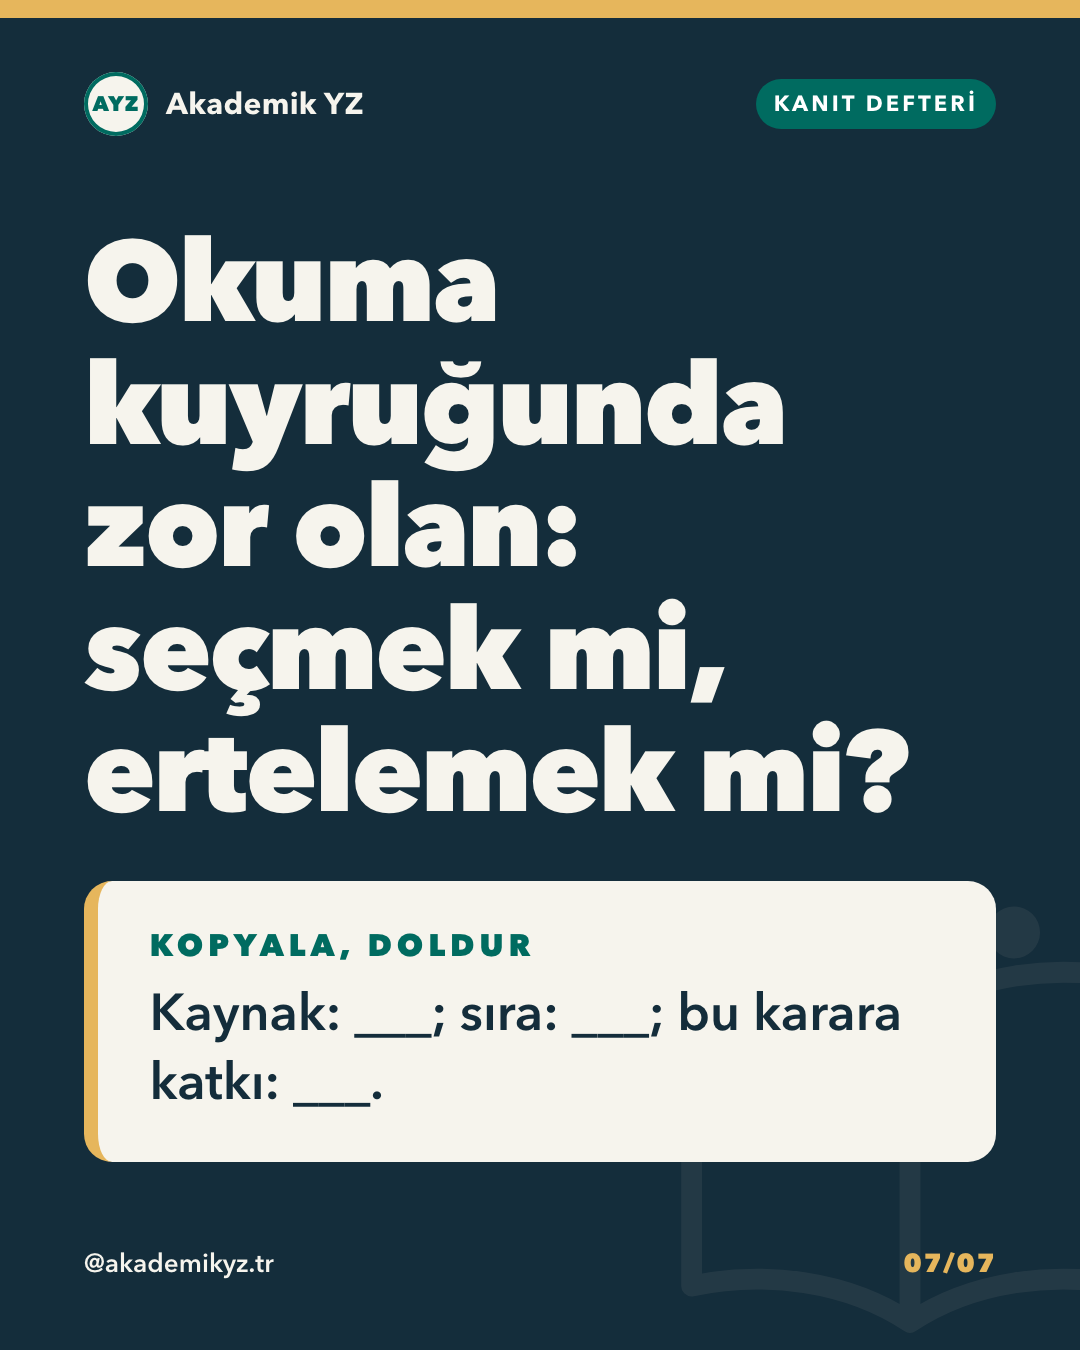 AYZ
Akademik YZ
KANIT DEFTERİ
Okuma
kuyruğunda
zor olan:
seçmek mi,
ertelemek mi?
KOPYALA, DOLDUR
Kaynak: ___; sıra: ___; bu karara
katkı: ___.
@akademikyz.tr
07/07